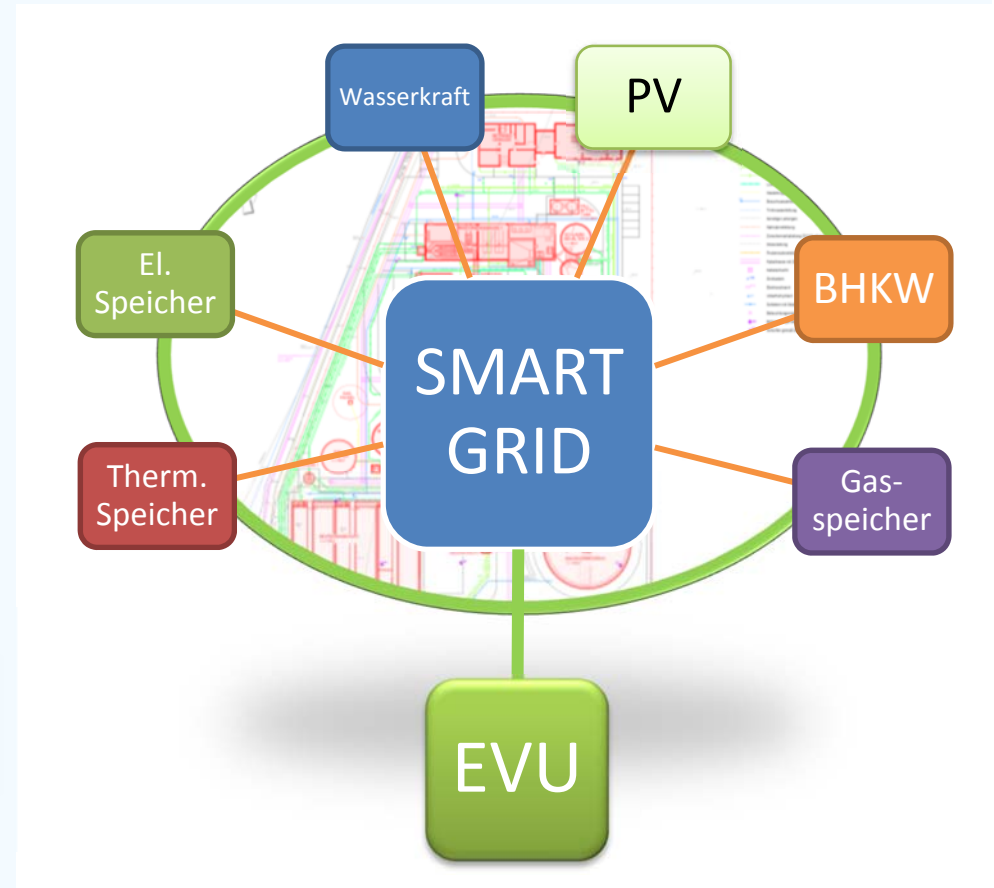 Wasserkraft
PV
El.
Speicher
BHKW
SMART
GRID
Therm.
Speicher
Gas-
speicher
EVU